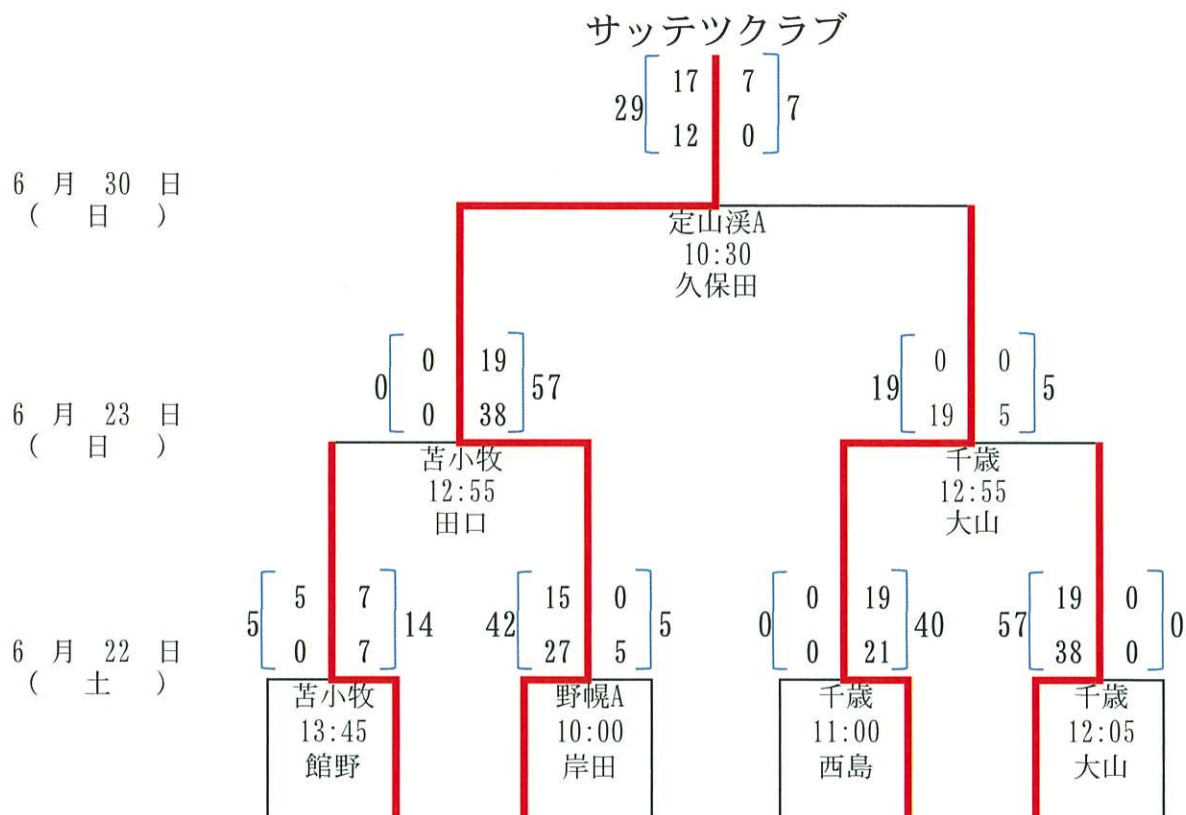 サッテツクラブ
17 7
29 7
12 0
6 月 30 日
( 日 )
定山渓A
10:30
久保田
0 19 0 0
0 57 19 5
0 38 19 5
6 月 23 日
( 日 )
苫小牧 千歳
12:55 12:55
田口 大山
5 7 15 0 0 19 19 0
5 14 42 5 0 40 57 0
0 7 27 5 0 21 38 0
6 月 22 日
( 土 )
苫小牧 野幌A 千歳 千歳
13:45 10:00 11:00 12:05
館野 岸田 西島 大山